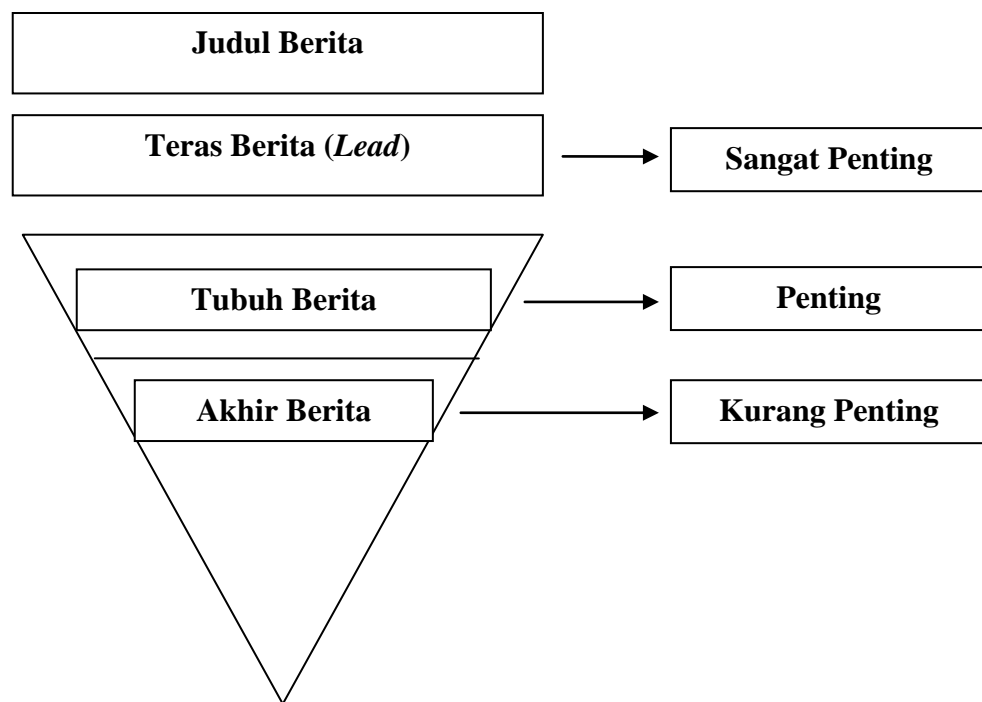 Judul Berita
Teras Berita (Lead)
Sangat Penting
Tubuh Berita
Penting
Akhir Berita
Kurang Penting